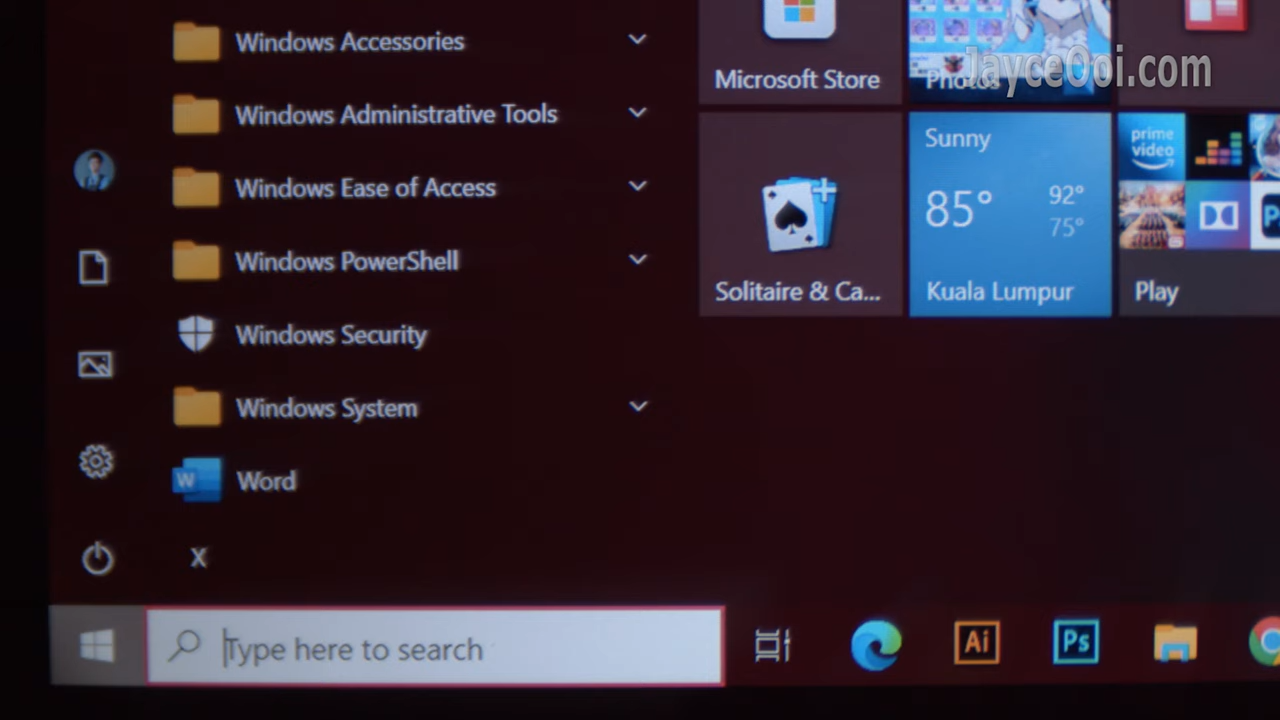 Windows Accessories
Windows Administrative Tools
Windows Ease of Access
Windows PowerShell
Windows Security
Windows System
W
Word
X
Type here to search
Microsoft Store
Photos
JayceOoi.com
Solitaire & Ca...
Sunny
85°
92°
75°
Kuala Lumpur
prime
video
Play
Ai
Ps